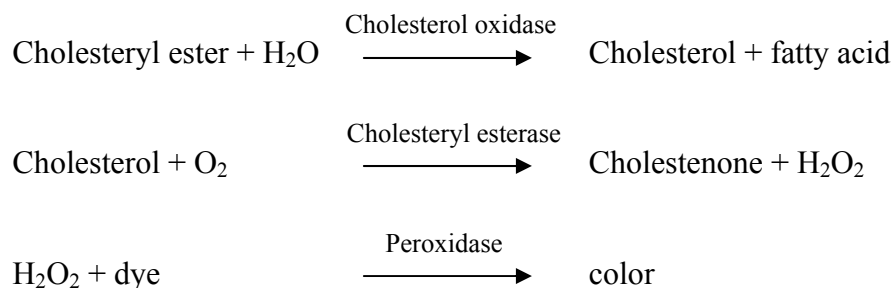 Cholesterol oxidase
Cholesteryl ester + H₂O Cholesterol + fatty acid
Cholesteryl esterase
Cholesterol + O₂ Cholestenone + H₂O₂
Peroxidase
H₂O₂ + dye color